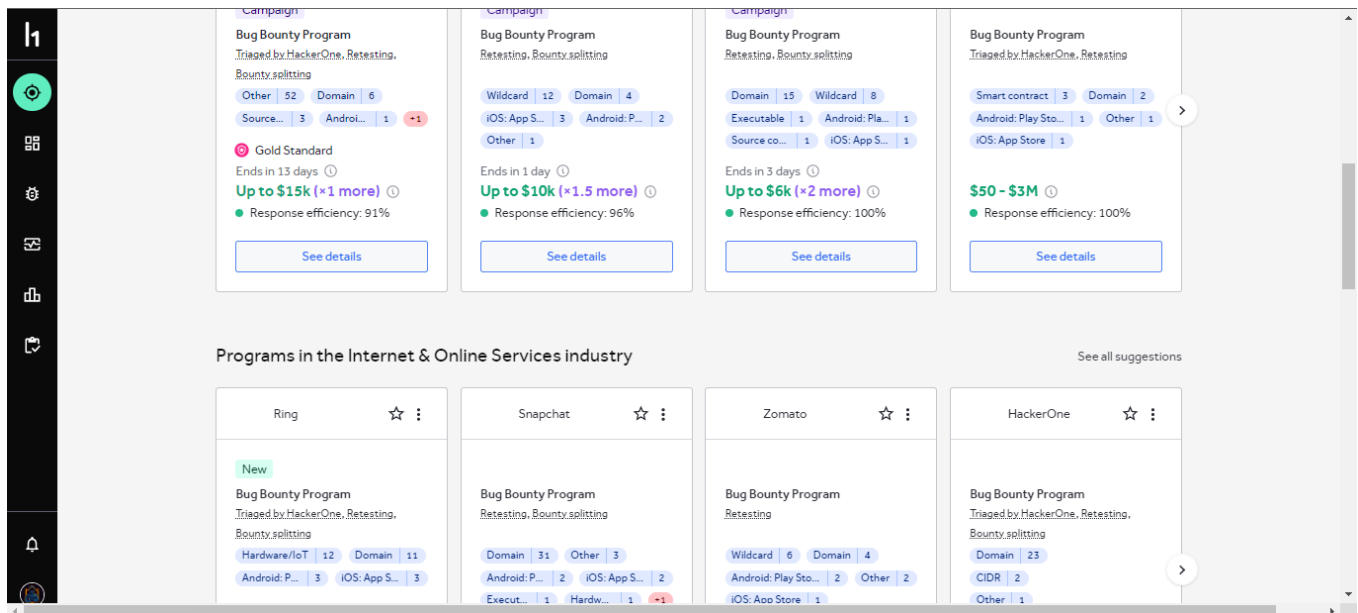 Campaign
Bug Bounty Program
Triaged by HackerOne, Retesting,
Bounty splitting
Other 52 Domain 6
Source... 3 Androi... 1 +1
Gold Standard
Ends in 13 days
Up to $15k (×1 more)
Response efficiency: 91%
See details
Campaign
Bug Bounty Program
Retesting, Bounty splitting
Wildcard 12 Domain 4
iOS: App S... 3 Android: P... 2
Other 1
Ends in 1 day
Up to $10k (×1.5 more)
Response efficiency: 96%
See details
Campaign
Bug Bounty Program
Retesting, Bounty splitting
Domain 15 Wildcard 8
Executable 1 Android: Pla... 1
Source co... 1 iOS: App S... 1
Ends in 3 days
Up to $6k (×2 more)
Response efficiency: 100%
See details
Bug Bounty Program
Triaged by HackerOne, Retesting
Smart contract 3 Domain 2
Android: Play Sto... 1 Other 1
iOS: App Store 1
$50 - $3M
Response efficiency: 100%
See details
Programs in the Internet & Online Services industry
See all suggestions
Ring
New
Bug Bounty Program
Triaged by HackerOne, Retesting,
Bounty splitting
Hardware/IoT 12 Domain 11
Android: P... 3 iOS: App S... 3
Snapchat
Bug Bounty Program
Retesting, Bounty splitting
Domain 31 Other 3
Android: P... 2 iOS: App S... 2
Execut... 1 Hardw... 1 +1
Zomato
Bug Bounty Program
Retesting
Wildcard 6 Domain 4
Android: Play Sto... 2 Other 2
iOS: App Store 1
HackerOne
Bug Bounty Program
Triaged by HackerOne, Retesting,
Bounty splitting
Domain 23
CIDR 2
Other 1